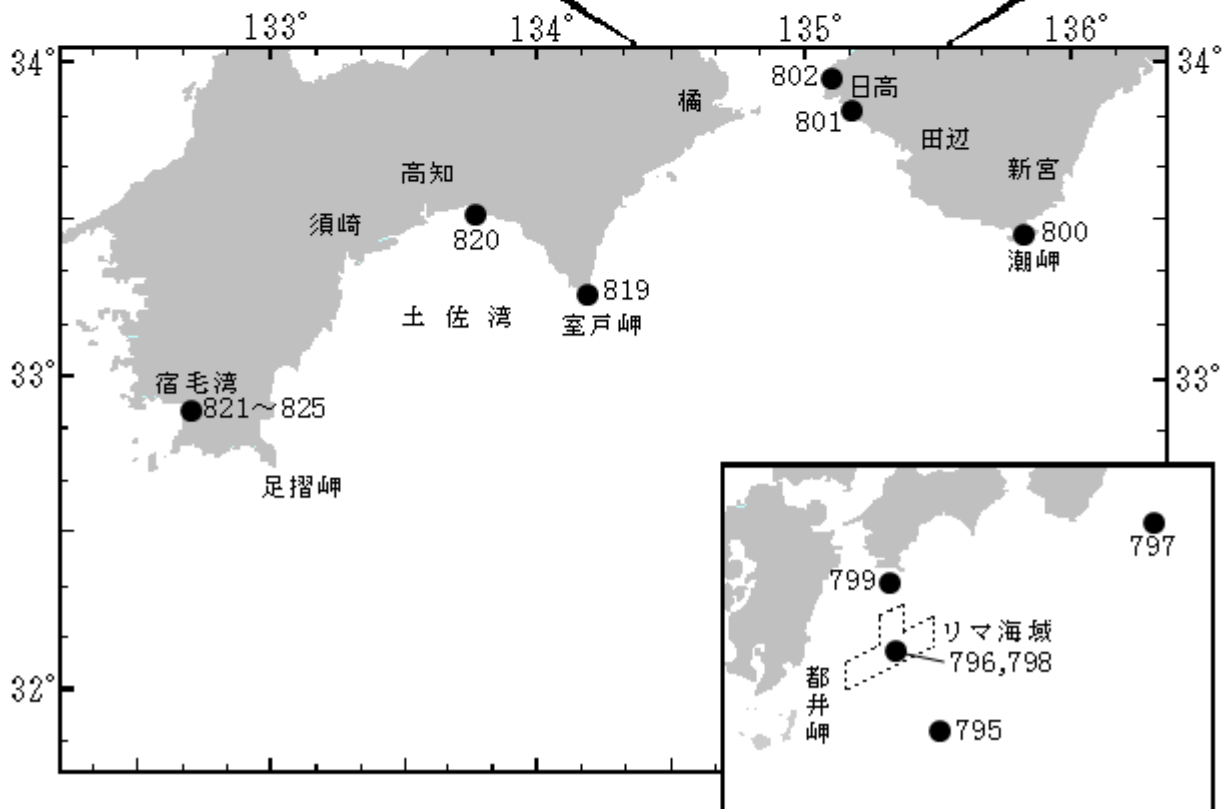 133° 134° 135° 136°
34° 34°
802 日高
橘
801
田辺
高知
新宮
須崎
820
800
潮岬
819
土佐湾
室戸岬
33° 33°
宿毛湾
821～825
足摺岬
797
799
リマ海域
796,798
都井岬
32°
795